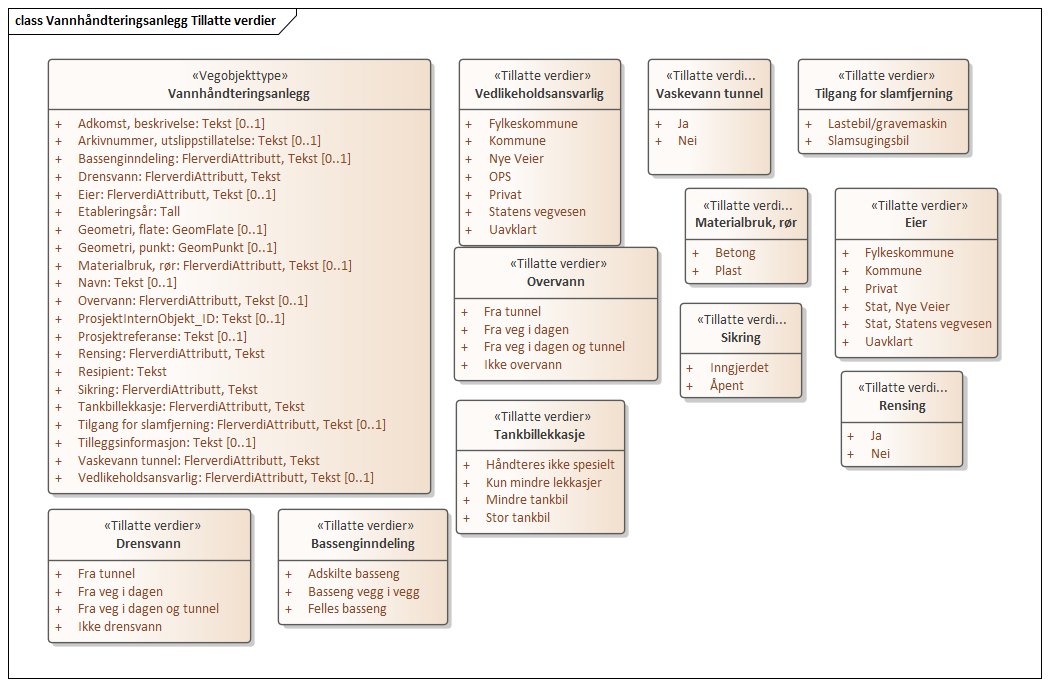 class Vannhåndteringsanlegg Tillatte verdier
«Vegobjekttype»
Vannhåndteringsanlegg
+ Adkomst, beskrivelse: Tekst [0..1]
+ Arkivnummer, utslippstillatelse: Tekst [0..1]
+ Bassenginndeling: FlerverdiAttributt, Tekst [0..1]
+ Drensvann: FlerverdiAttributt, Tekst
+ Eier: FlerverdiAttributt, Tekst [0..1]
+ Etableringsår: Tall
+ Geometri, flate: GeomFlate [0..1]
+ Geometri, punkt: GeomPunkt [0..1]
+ Materialbruk, rør: FlerverdiAttributt, Tekst [0..1]
+ Navn: Tekst [0..1]
+ Overvann: FlerverdiAttributt, Tekst [0..1]
+ ProsjektInternObjekt_ID: Tekst [0..1]
+ Prosjektreferanse: Tekst [0..1]
+ Rensing: FlerverdiAttributt, Tekst
+ Resipient: Tekst
+ Sikring: FlerverdiAttributt, Tekst
+ Tankbillekkasje: FlerverdiAttributt, Tekst
+ Tilgang for slamfjerning: FlerverdiAttributt, Tekst [0..1]
+ Tilleggsinformasjon: Tekst [0..1]
+ Vaskevann tunnel: FlerverdiAttributt, Tekst
+ Vedlikeholdsansvarlig: FlerverdiAttributt, Tekst [0..1]
«Tillatte verdier»
Vedlikeholdsansvarlig
+ Fylkeskommune
+ Kommune
+ Nye Veier
+ OPS
+ Privat
+ Statens vegvesen
+ Uavklart
«Tillatte verdi...
Vaskevann tunnel
+ Ja
+ Nei
«Tillatte verdier»
Tilgang for slamfjerning
+ Lastebil/gravemaskin
+ Slamsugingsbil
«Tillatte verdi...
Materialbruk, rør
+ Betong
+ Plast
«Tillatte verdier»
Eier
+ Fylkeskommune
+ Kommune
+ Privat
+ Stat, Nye Veier
+ Stat, Statens vegvesen
+ Uavklart
«Tillatte verdier»
Overvann
+ Fra tunnel
+ Fra veg i dagen
+ Fra veg i dagen og tunnel
+ Ikke overvann
«Tillatte verdi...
Sikring
+ Inngjerdet
+ Åpent
«Tillatte verdi...
Rensing
+ Ja
+ Nei
«Tillatte verdier»
Tankbillekkasje
+ Håndteres ikke spesielt
+ Kun mindre lekkasjer
+ Mindre tankbil
+ Stor tankbil
«Tillatte verdier»
Drensvann
+ Fra tunnel
+ Fra veg i dagen
+ Fra veg i dagen og tunnel
+ Ikke drensvann
«Tillatte verdier»
Bassenginndeling
+ Adskilte basseng
+ Basseng vegg i vegg
+ Felles basseng